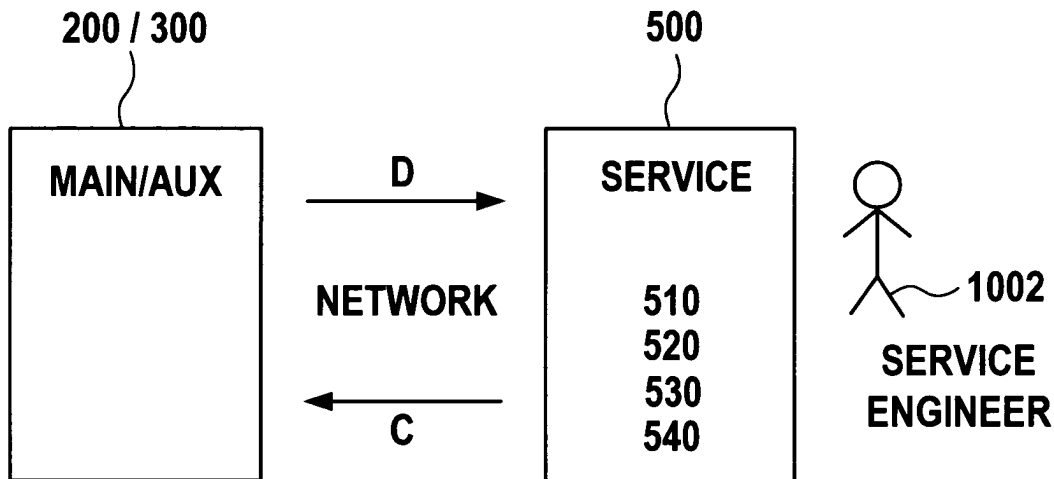 200 / 300
500
MAIN/AUX
D
SERVICE
NETWORK
510
520
530
540
C
1002
SERVICE
ENGINEER